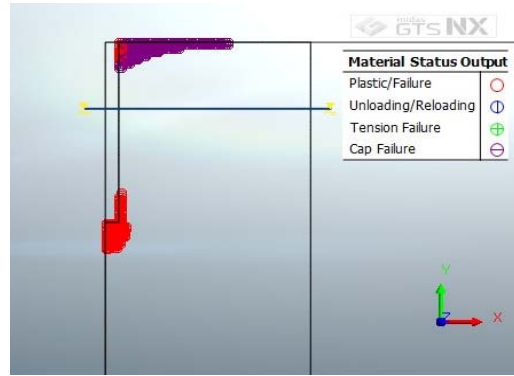 midas
GTS NX
Material Status Output
Plastic/Failure
Unloading/Reloading
Tension Failure
Cap Failure
Y
Z
X